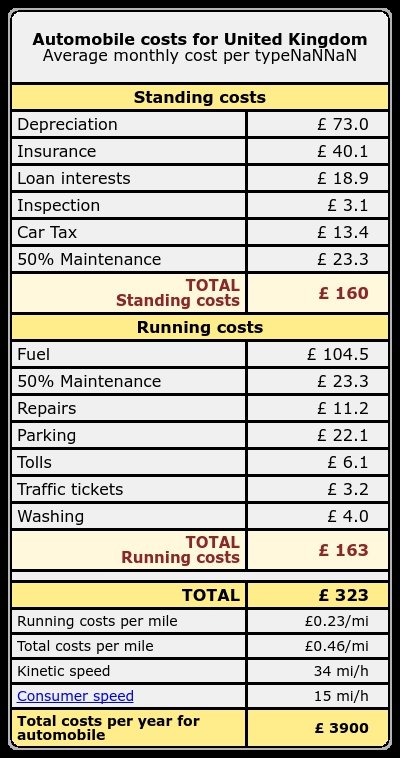 Automobile costs for United Kingdom
Average monthly cost per typeNaNNaN
Standing costs
Depreciation £ 73.0
Insurance £ 40.1
Loan interests £ 18.9
Inspection £ 3.1
Car Tax £ 13.4
50% Maintenance £ 23.3
TOTAL
Standing costs £ 160
Running costs
Fuel £ 104.5
50% Maintenance £ 23.3
Repairs £ 11.2
Parking £ 22.1
Tolls £ 6.1
Traffic tickets £ 3.2
Washing £ 4.0
TOTAL
Running costs £ 163
TOTAL £ 323
Running costs per mile £0.23/mi
Total costs per mile £0.46/mi
Kinetic speed 34 mi/h
Consumer speed 15 mi/h
Total costs per year for
automobile £ 3900